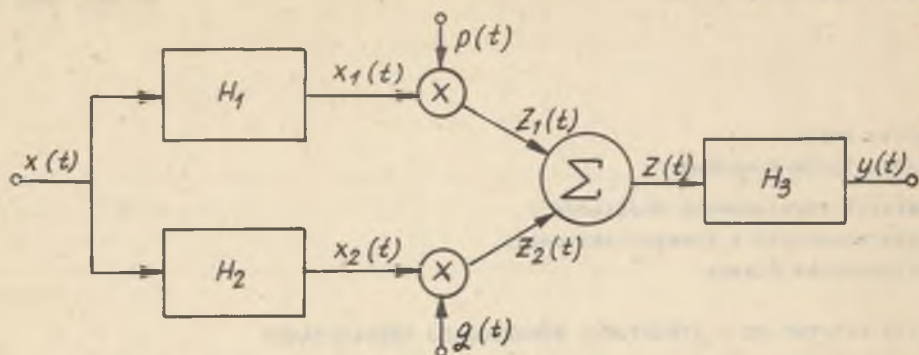 p(t)
H₁
x₁(t)
X
z₁(t)
x(t)
Σ
z(t)
H₃
y(t)
H₂
x₂(t)
X
z₂(t)
g(t)